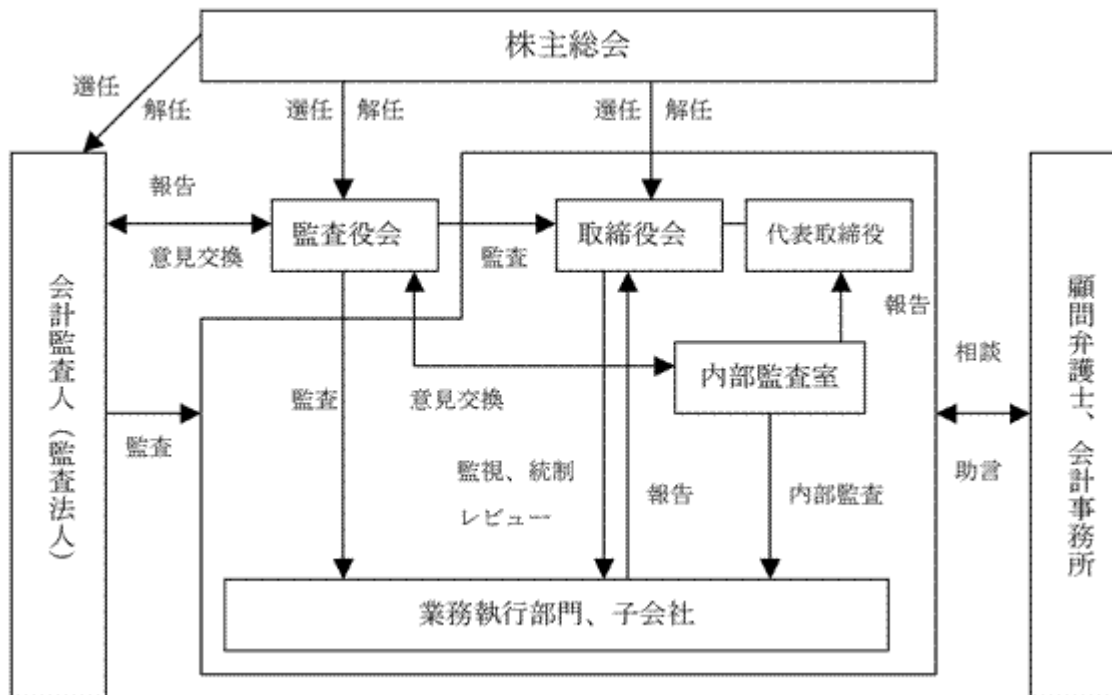 株主総会
選任
解任
選任
解任
選任
解任
報告
意見交換
監査役会
監査
取締役会
代表取締役
報告
内部監査室
監査
意見交換
監査
監視、統制
レビュー
報告
内部監査
相談
助言
会計監査人（監査法人）
顧問弁護士、会計事務所
業務執行部門、子会社